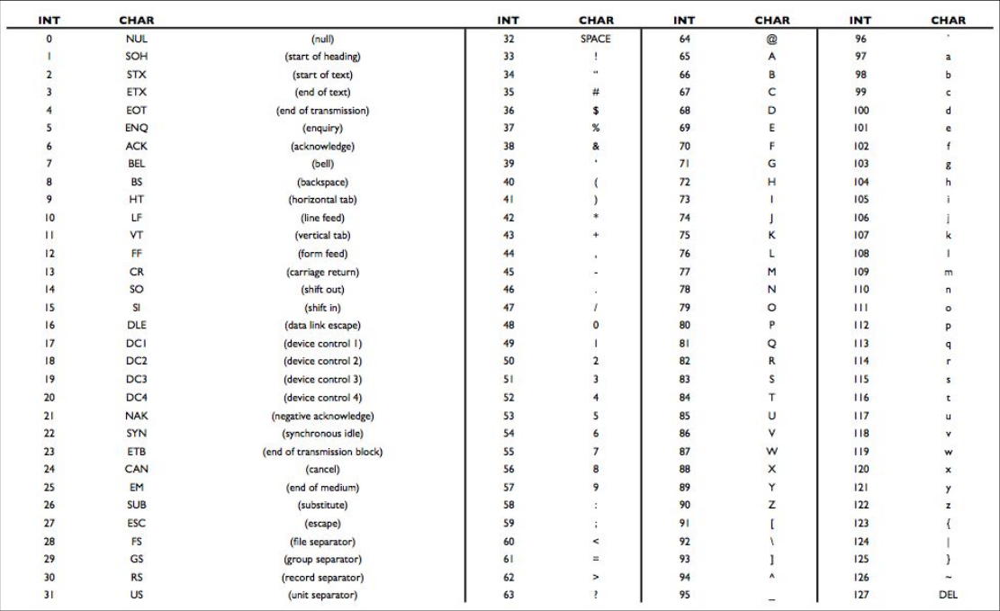 INT CHAR INT CHAR INT CHAR INT CHAR
0 NUL (null) 32 SPACE 64 @ 96 `
1 SOH (start of heading) 33 ! 65 A 97 a
2 STX (start of text) 34 " 66 B 98 b
3 ETX (end of text) 35 # 67 C 99 c
4 EOT (end of transmission) 36 $ 68 D 100 d
5 ENQ (enquiry) 37 % 69 E 101 e
6 ACK (acknowledge) 38 & 70 F 102 f
7 BEL (bell) 39 ' 71 G 103 g
8 BS (backspace) 40 ( 72 H 104 h
9 HT (horizontal tab) 41 ) 73 I 105 i
10 LF (line feed) 42 * 74 J 106 j
11 VT (vertical tab) 43 + 75 K 107 k
12 FF (form feed) 44 , 76 L 108 l
13 CR (carriage return) 45 - 77 M 109 m
14 SO (shift out) 46 . 78 N 110 n
15 SI (shift in) 47 / 79 O 111 o
16 DLE (data link escape) 48 0 80 P 112 p
17 DC1 (device control 1) 49 1 81 Q 113 q
18 DC2 (device control 2) 50 2 82 R 114 r
19 DC3 (device control 3) 51 3 83 S 115 s
20 DC4 (device control 4) 52 4 84 T 116 t
21 NAK (negative acknowledge) 53 5 85 U 117 u
22 SYN (synchronous idle) 54 6 86 V 118 v
23 ETB (end of transmission block) 55 7 87 W 119 w
24 CAN (cancel) 56 8 88 X 120 x
25 EM (end of medium) 57 9 89 Y 121 y
26 SUB (substitute) 58 : 90 Z 122 z
27 ESC (escape) 59 ; 91 [ 123 {
28 FS (file separator) 60 < 92 \ 124 |
29 GS (group separator) 61 = 93 ] 125 }
30 RS (record separator) 62 > 94 ^ 126 ~
31 US (unit separator) 63 ? 95 _ 127 DEL